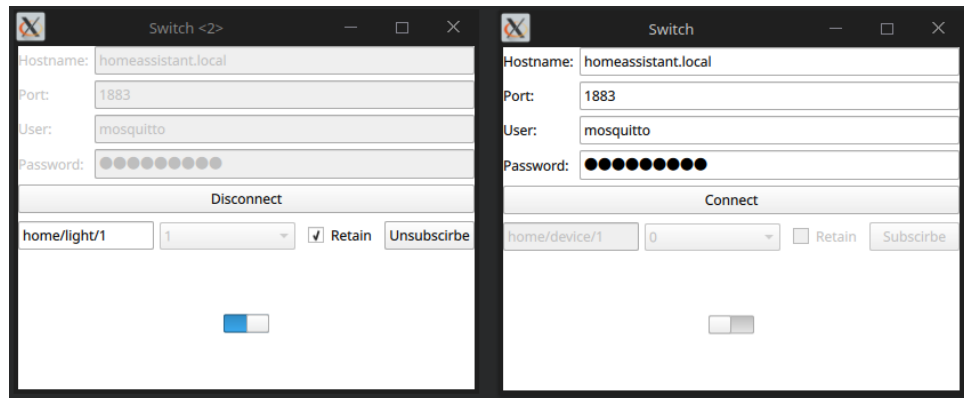 Switch <2>
Hostname: homeassistant.local
Port: 1883
User: mosquitto
Password: ●●●●●●●●●
Disconnect
home/light/1 1 Retain Unsubscirbe
Switch
Hostname: homeassistant.local
Port: 1883
User: mosquitto
Password: ●●●●●●●●●
Connect
home/device/1 0 Retain Subscirbe